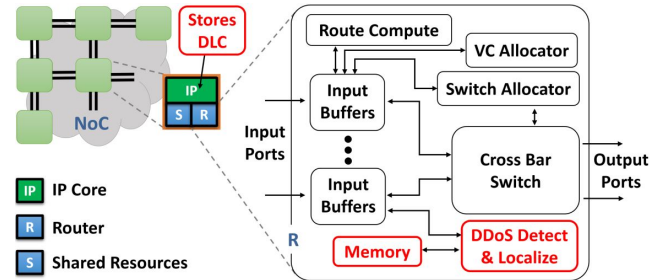 Stores
DLC
IP
S R
NoC
IP IP Core
R Router
S Shared Resources
Route Compute
VC Allocator
Switch Allocator
Input
Buffers
Input
Ports
Cross Bar
Switch
Output
Ports
Input
Buffers
R
Memory
DDoS Detect
& Localize